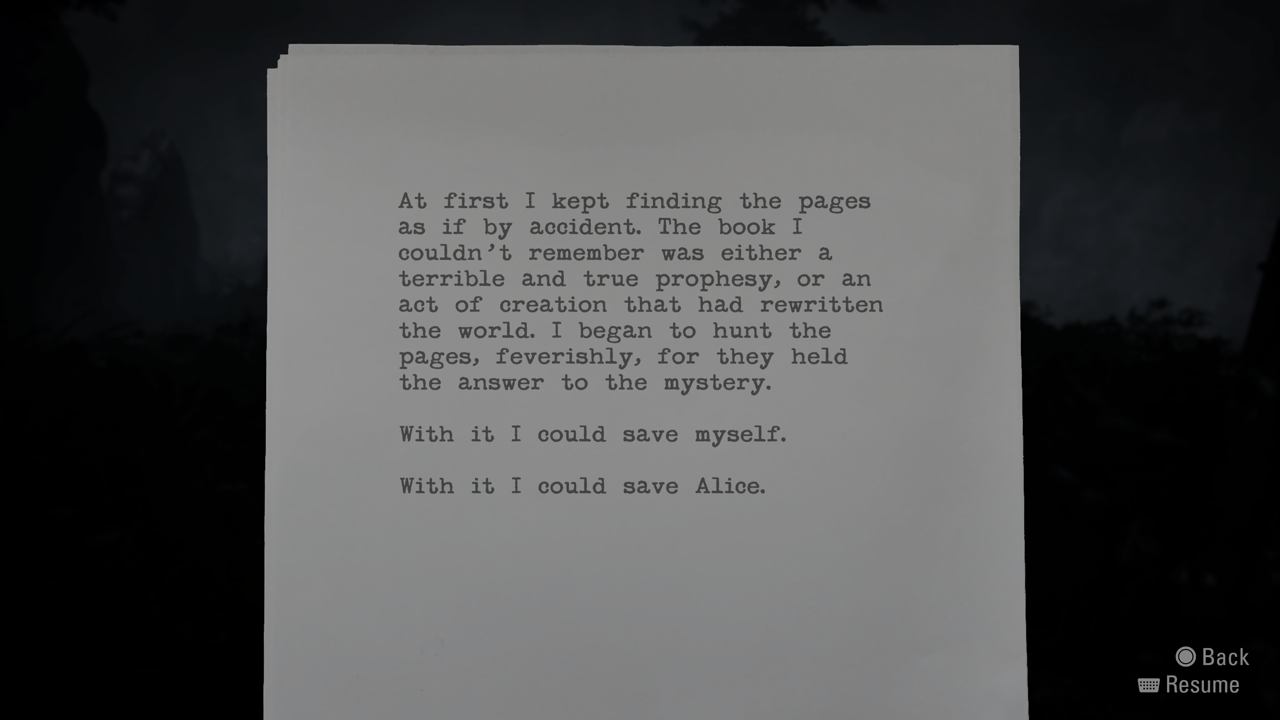 At first I kept finding the pages
as if by accident. The book I
couldn't remember was either a
terrible and true prophesy, or an
act of creation that had rewritten
the world. I began to hunt the
pages, feverishly, for they held
the answer to the mystery.
With it I could save myself.
With it I could save Alice.
Back
Resume